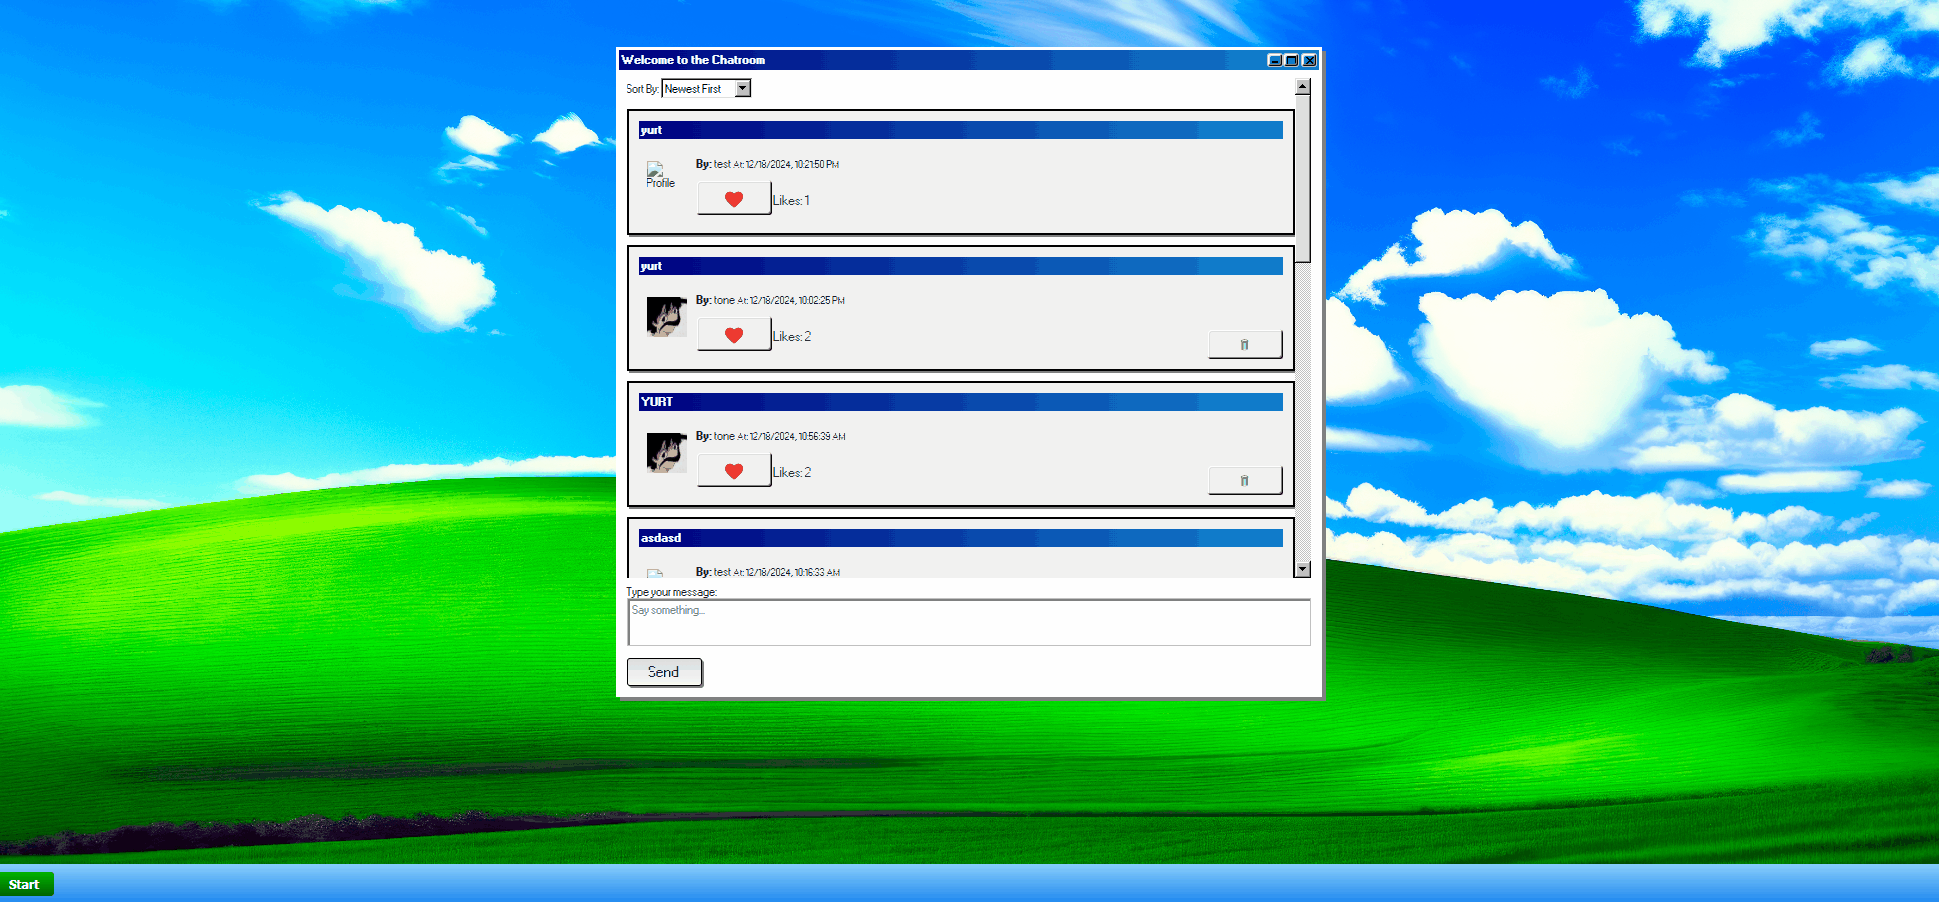 Welcome to the Chatroom
Sort By: Newest First
yurt
Profile
By: test At: 12/18/2024, 10:21:50 PM
Likes: 1
yurt
By: tone At: 12/18/2024, 10:02:25 PM
Likes: 2
YURT
By: tone At: 12/18/2024, 10:56:39 AM
Likes: 2
asdasd
By: test At: 12/18/2024, 10:16:33 AM
Type your message:
Say something...
Send
Start